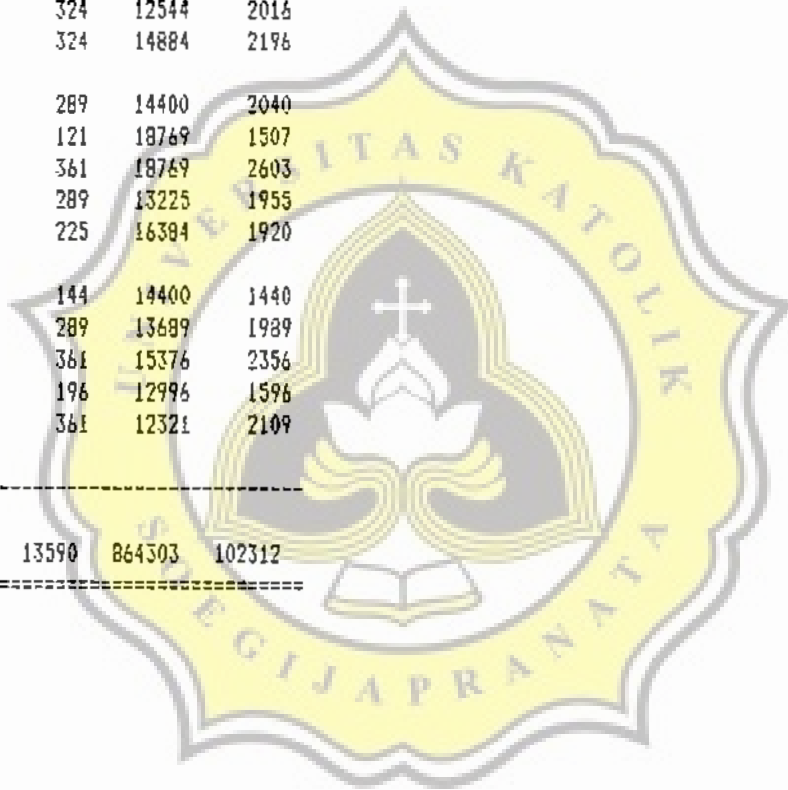 324 12544 2016
324 14884 2196
289 14400 2040
121 18769 1507
361 18769 2603
289 13225 1955
225 16384 1920
144 14400 1440
289 13689 1989
361 15376 2356
196 12996 1596
361 12321 2109
13590 864303 102312
UNIVERSITAS KATOLIK
SOEGIJAPRANATA